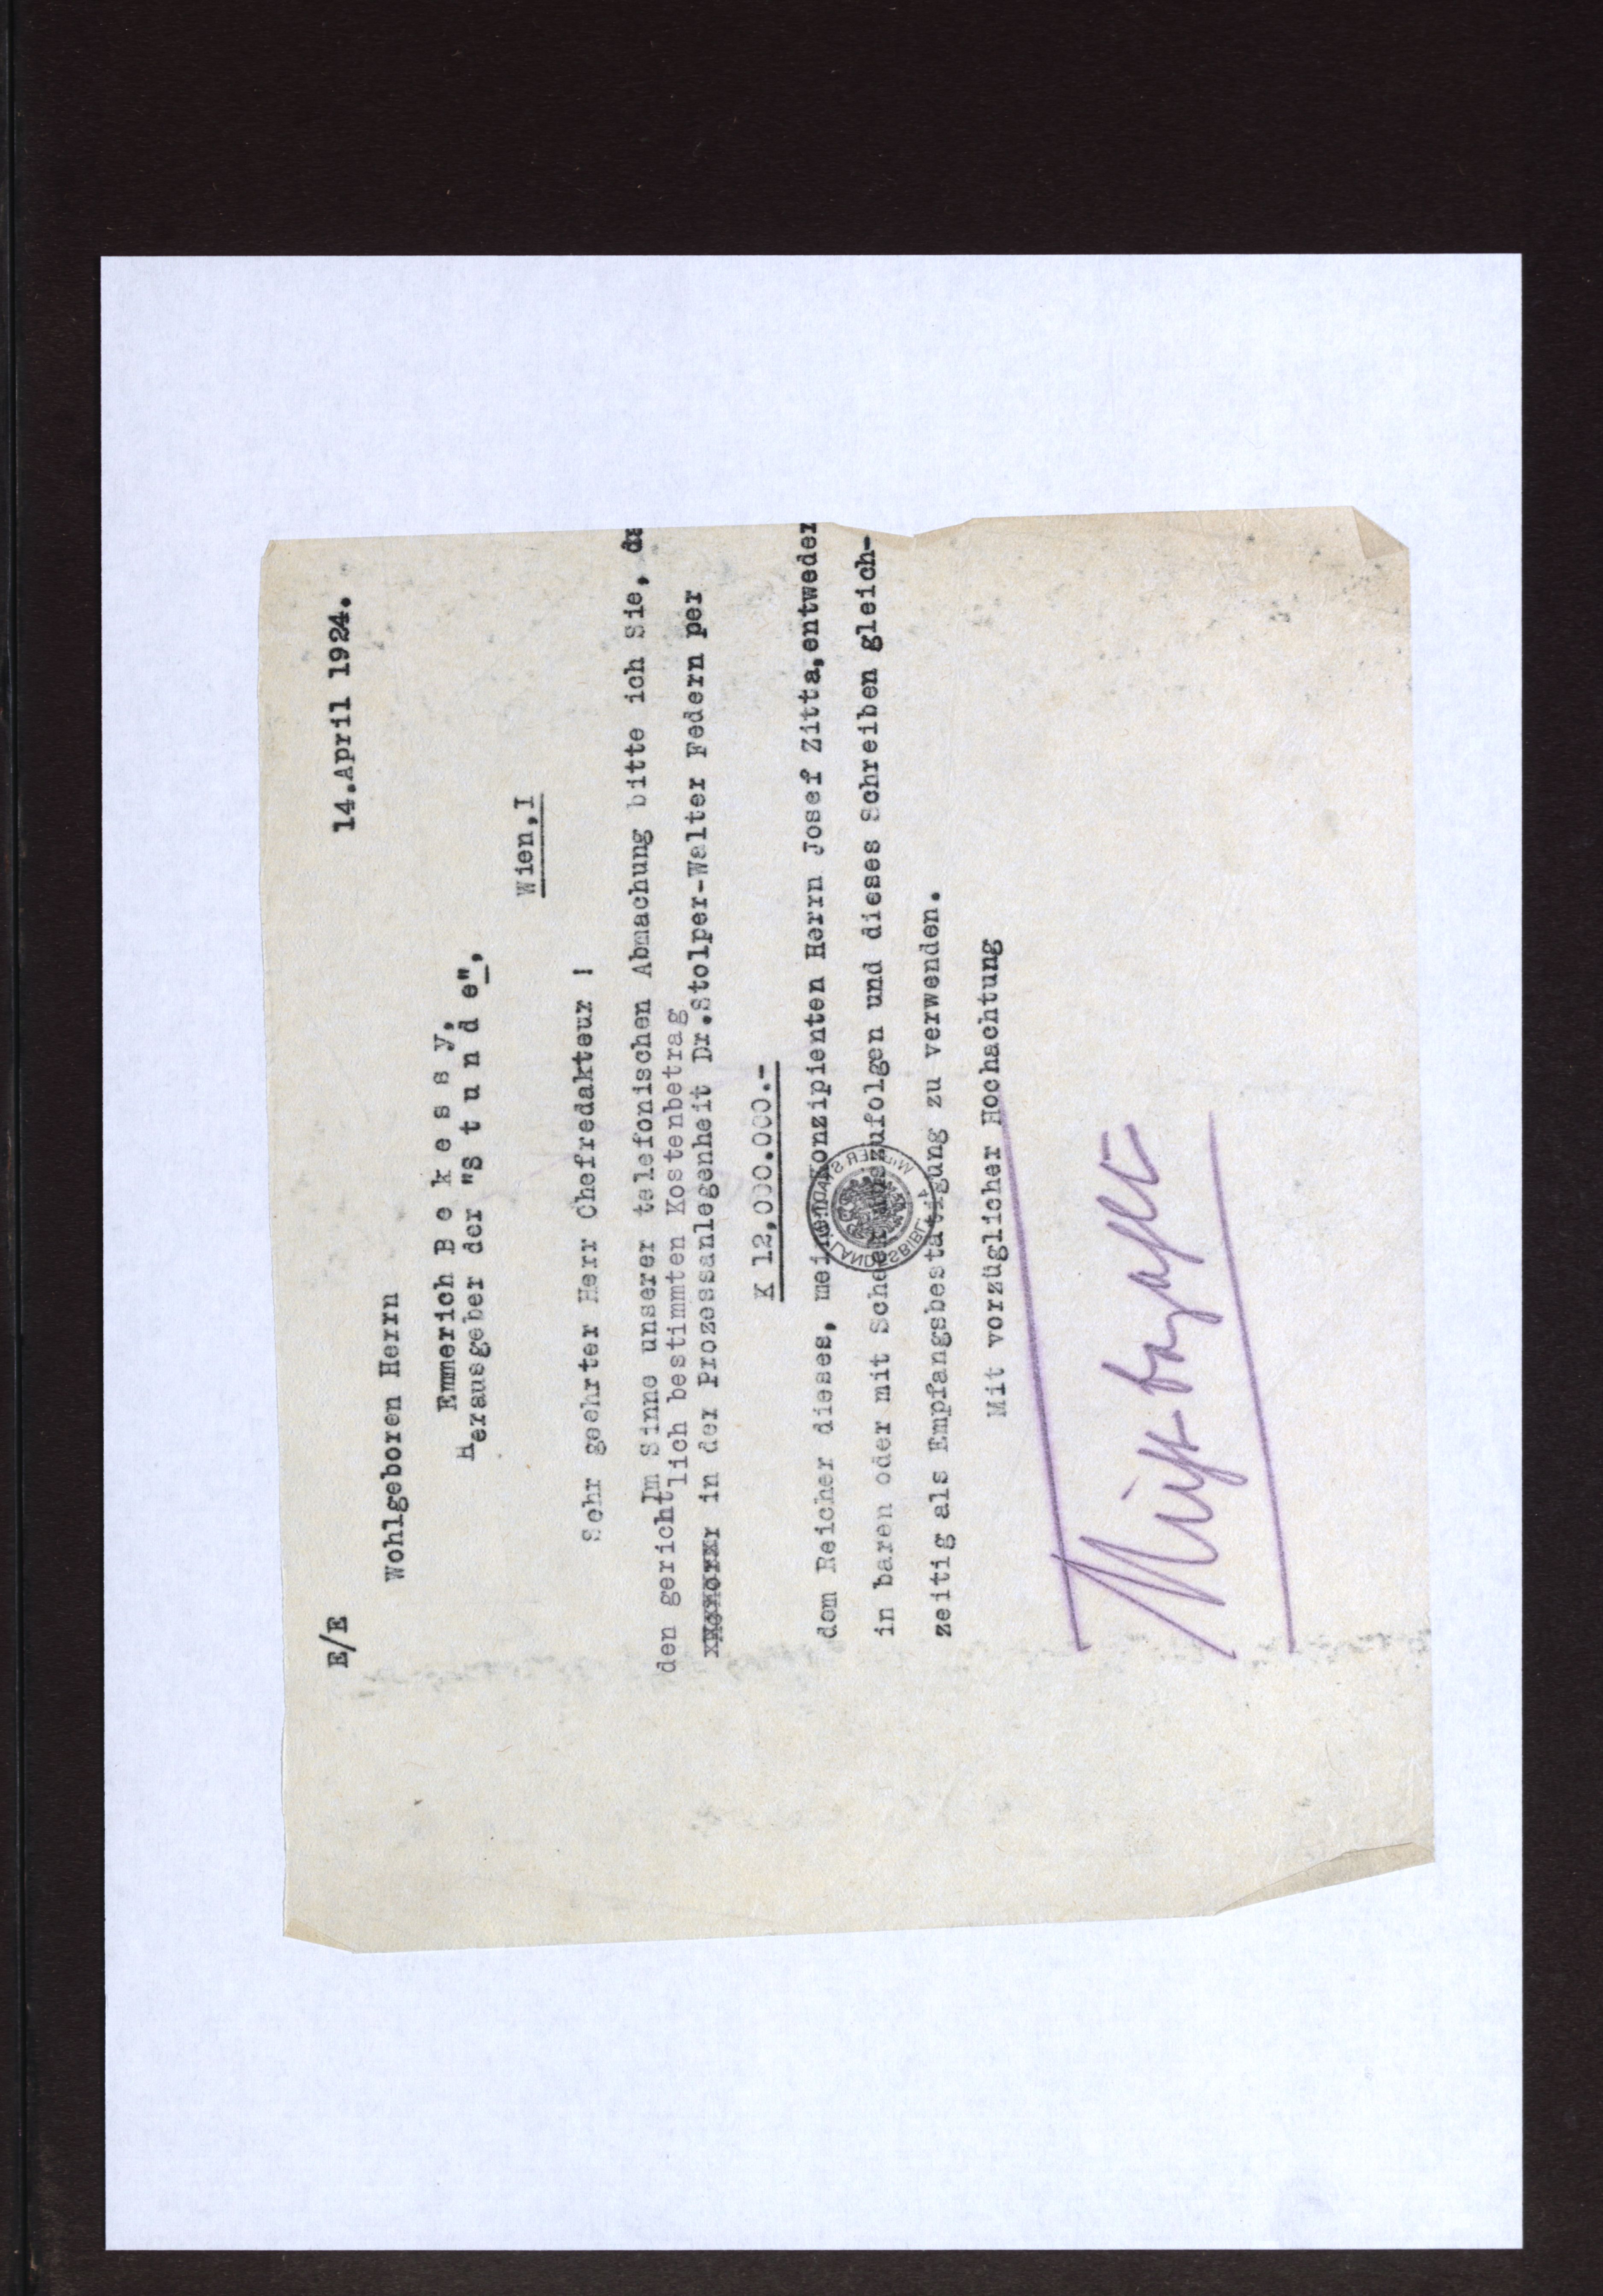 E/E 14.April 1924.
Wohlgeboren Herrn
Emmerich B e k e s s y,
Herausgeber der "S t u n d e",
Wien,I
Sehr geehrter Herr Chefredakteur !
Im Sinne unserer telefonischen Abmachung bitte ich Sie,
den gerichtlich bestimmten Kostenbetrag
in der Prozessanlegenheit Dr.Stolper-Walter Federn per
K 12,000.000.-
dem Reicher dieses, meinem Konzipienten Herrn Josef Zitta,entweder
in baren oder mit Scheck auszufolgen und dieses Schreiben gleich-
zeitig als Empfangsbestätigung zu verwenden.
Mit vorzüglicher Hochachtung
Nicht bezahlt